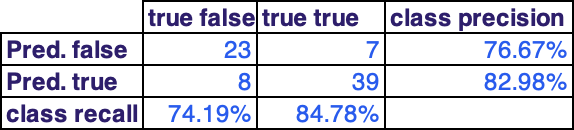 true false true true class precision
Pred. false 23 7 76.67%
Pred. true 8 39 82.98%
class recall 74.19% 84.78%